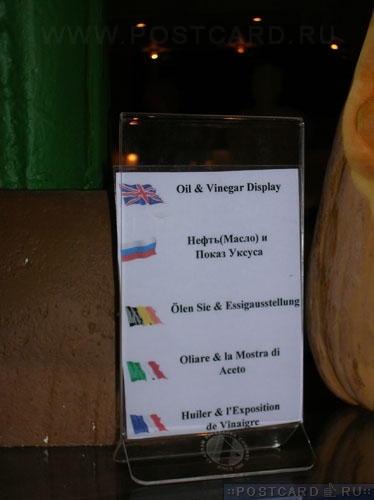 WWW.POSTCARD.RU
Oil & Vinegar Display
Нефть(Масло) и
Показ Уксуса
Ölen Sie & Essigausstellung
Oliare & la Mostra di
Aceto
Huiler & l'Exposition
de Vinaigre
::POSTCARD.RU::